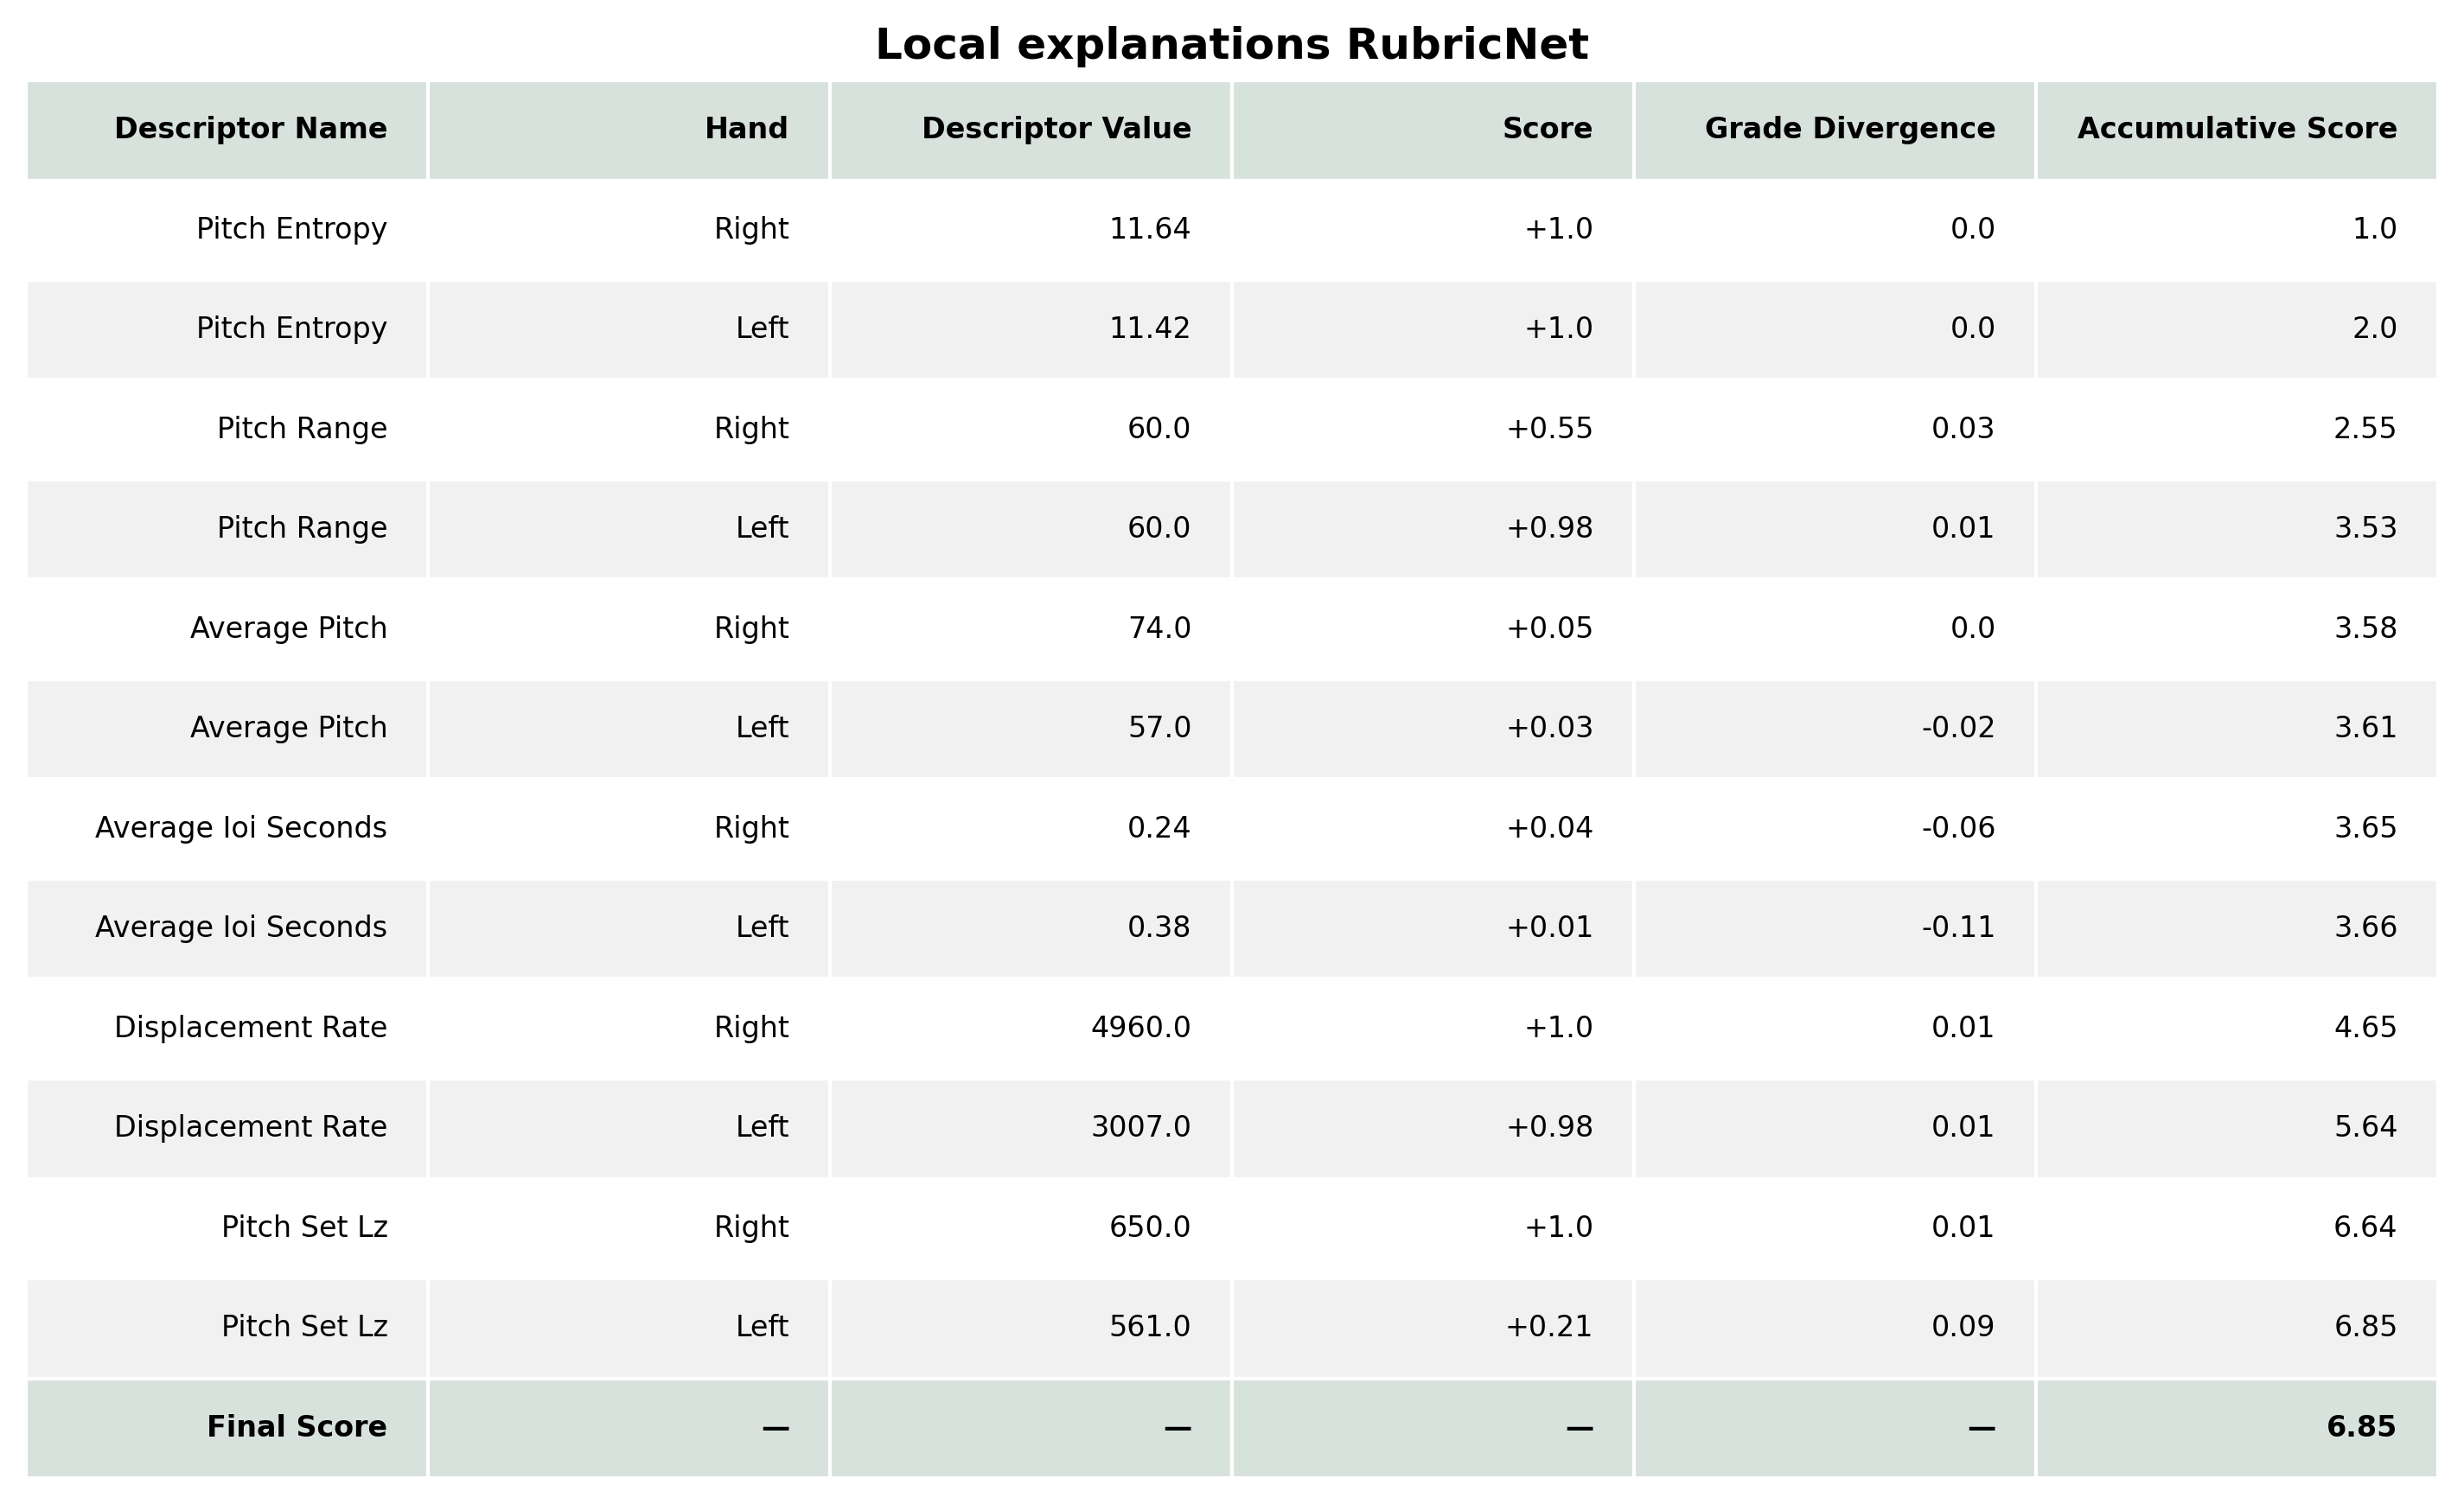 Local explanations RubricNet
Descriptor Name Hand Descriptor Value Score Grade Divergence Accumulative Score
Pitch Entropy Right 11.64 +1.0 0.0 1.0
Pitch Entropy Left 11.42 +1.0 0.0 2.0
Pitch Range Right 60.0 +0.55 0.03 2.55
Pitch Range Left 60.0 +0.98 0.01 3.53
Average Pitch Right 74.0 +0.05 0.0 3.58
Average Pitch Left 57.0 +0.03 -0.02 3.61
Average Ioi Seconds Right 0.24 +0.04 -0.06 3.65
Average Ioi Seconds Left 0.38 +0.01 -0.11 3.66
Displacement Rate Right 4960.0 +1.0 0.01 4.65
Displacement Rate Left 3007.0 +0.98 0.01 5.64
Pitch Set Lz Right 650.0 +1.0 0.01 6.64
Pitch Set Lz Left 561.0 +0.21 0.09 6.85
Final Score — — — — 6.85